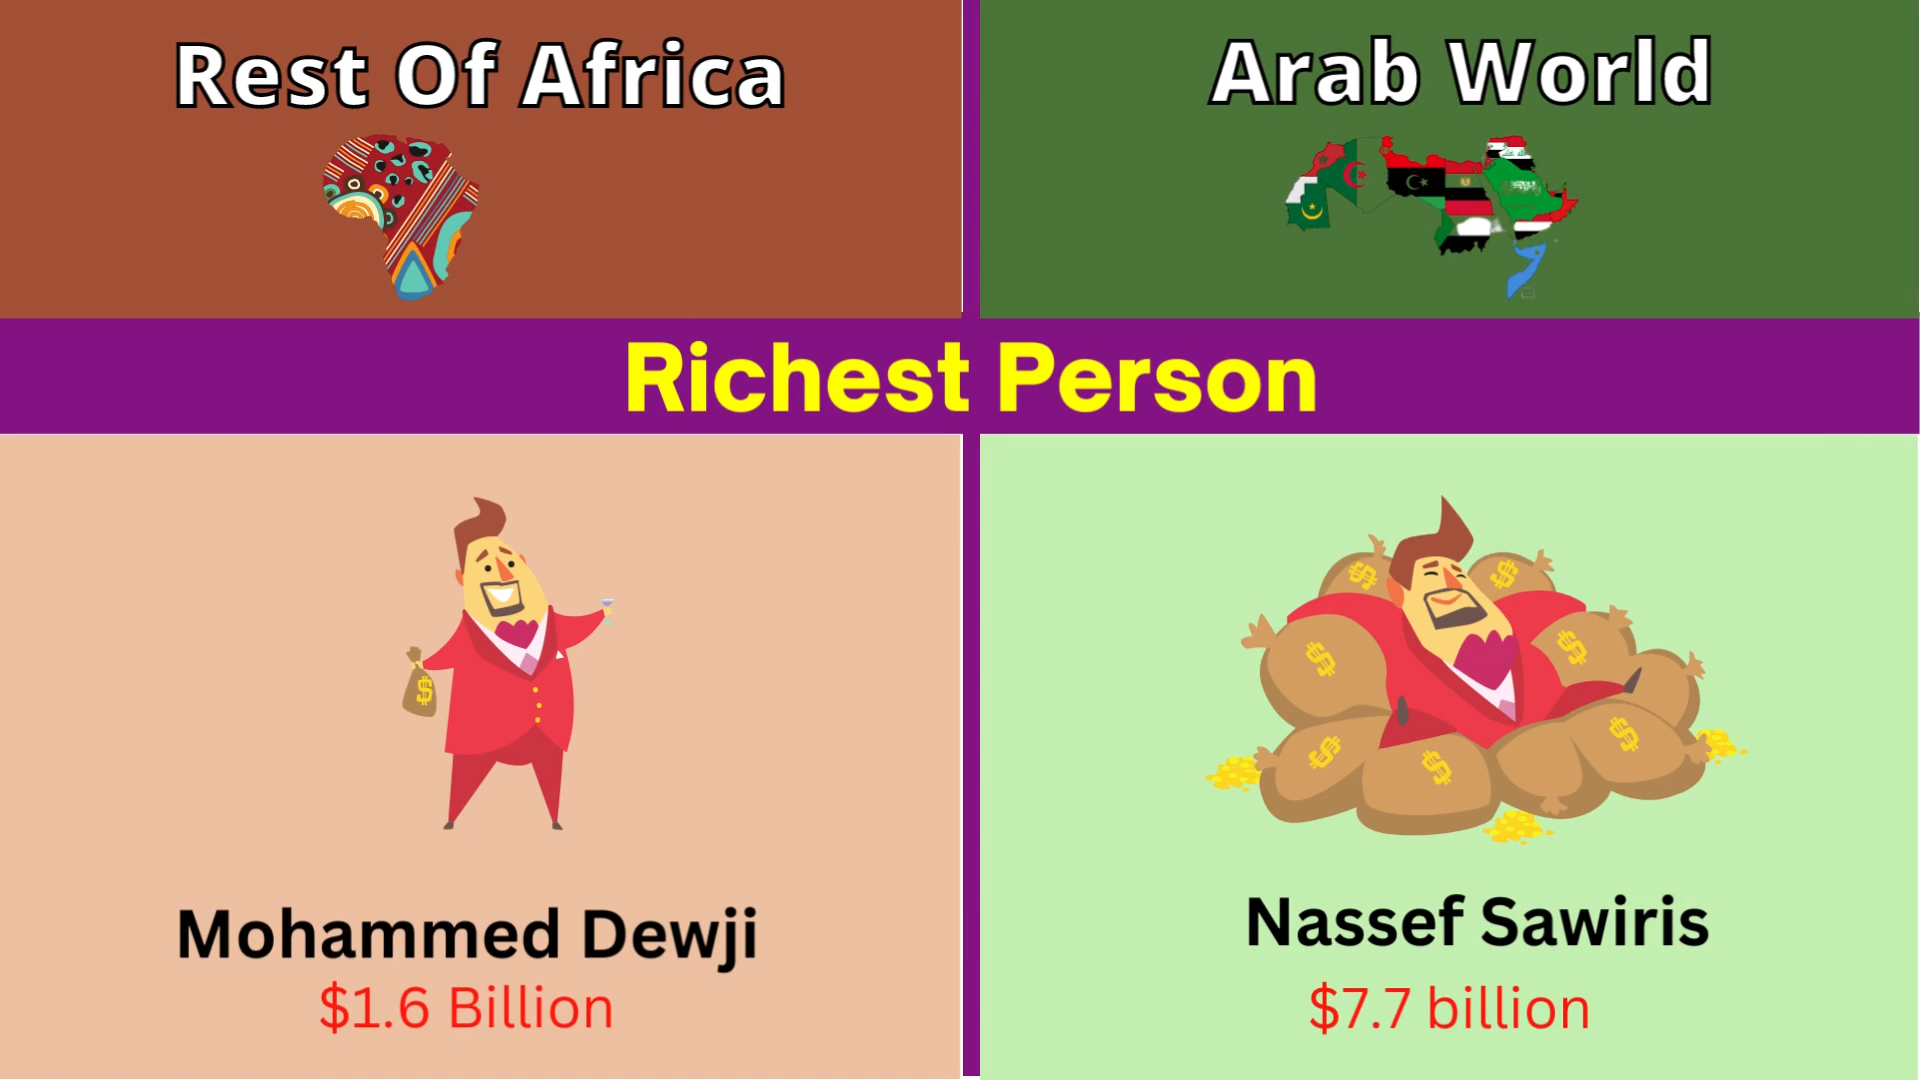 Rest Of Africa
Arab World
Richest Person
Mohammed Dewji
$1.6 Billion
Nassef Sawiris
$7.7 billion